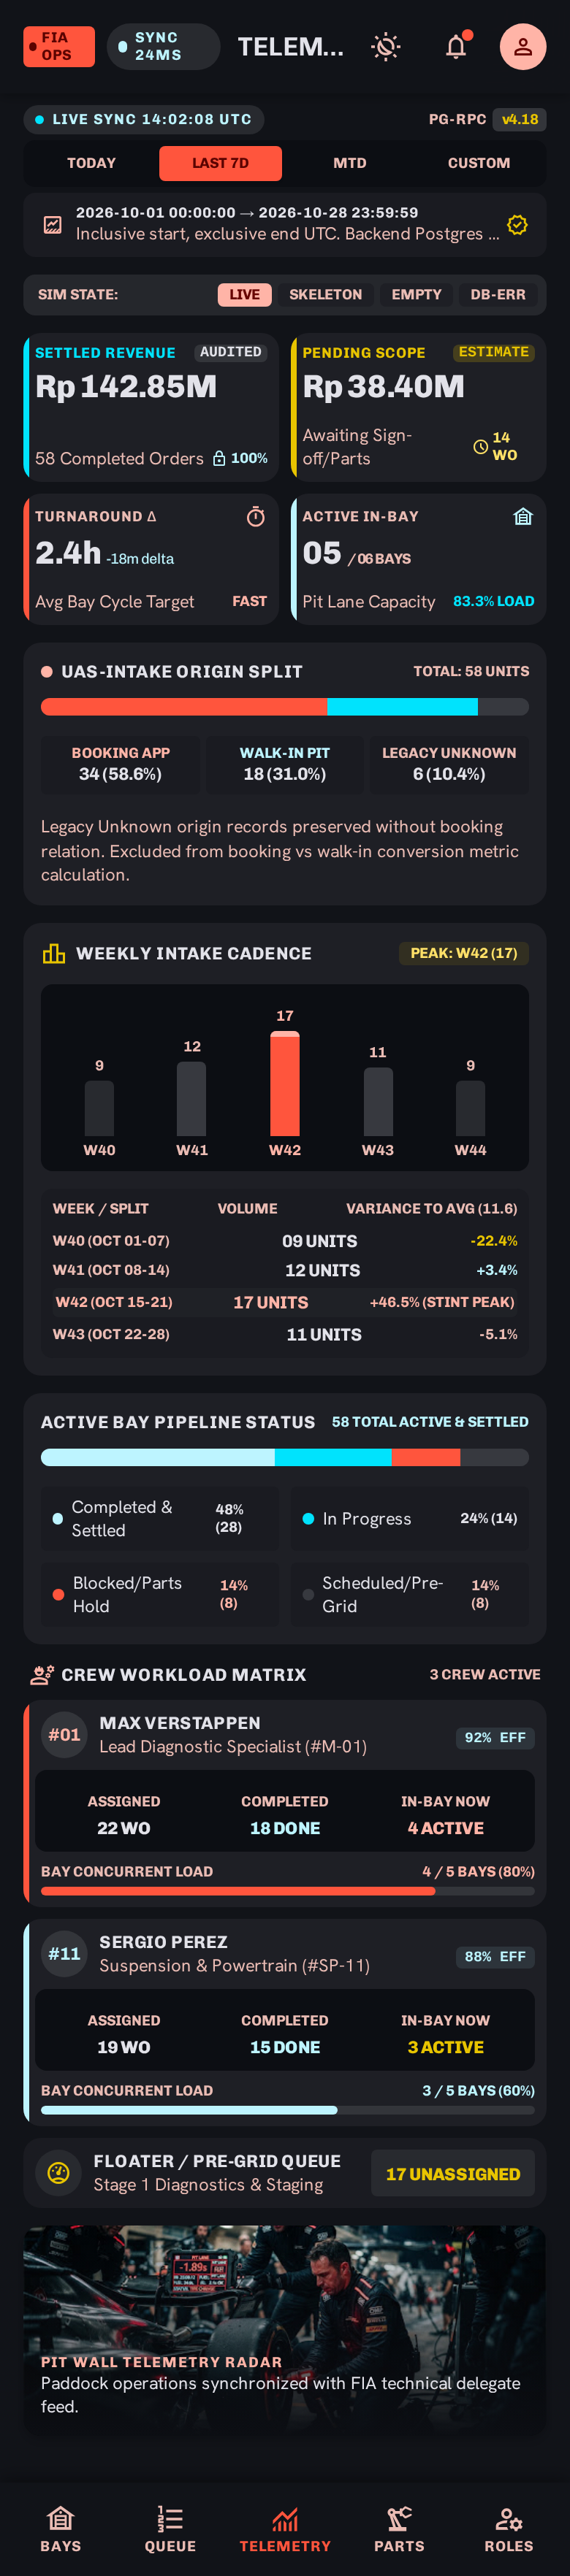 FIA OPS
SYNC 24MS
TELEM...
LIVE SYNC 14:02:08 UTC
PG-RPC v4.18
TODAY LAST 7D MTD CUSTOM
2026-10-01 00:00:00 → 2026-10-28 23:59:59
Inclusive start, exclusive end UTC. Backend Postgres ...
SIM STATE: LIVE SKELETON EMPTY DB-ERR
SETTLED REVENUE AUDITED
Rp 142.85M
58 Completed Orders 100%
PENDING SCOPE ESTIMATE
Rp 38.40M
Awaiting Sign-
off/Parts
14
WO
TURNAROUND Δ
2.4h -18m delta
Avg Bay Cycle Target FAST
ACTIVE IN-BAY
05 / 06 BAYS
Pit Lane Capacity 83.3% LOAD
UAS-INTAKE ORIGIN SPLIT TOTAL: 58 UNITS
BOOKING APP
34 (58.6%)
WALK-IN PIT
18 (31.0%)
LEGACY UNKNOWN
6 (10.4%)
Legacy Unknown origin records preserved without booking
relation. Excluded from booking vs walk-in conversion metric
calculation.
WEEKLY INTAKE CADENCE PEAK: W42 (17)
9 12 17 11 9
W40 W41 W42 W43 W44
WEEK / SPLIT VOLUME VARIANCE TO AVG (11.6)
W40 (OCT 01-07) 09 UNITS -22.4%
W41 (OCT 08-14) 12 UNITS +3.4%
W42 (OCT 15-21) 17 UNITS +46.5% (STINT PEAK)
W43 (OCT 22-28) 11 UNITS -5.1%
ACTIVE BAY PIPELINE STATUS 58 TOTAL ACTIVE & SETTLED
Completed &
Settled
48%
(28)
In Progress 24% (14)
Blocked/Parts
Hold
14%
(8)
Scheduled/Pre-
Grid
14%
(8)
CREW WORKLOAD MATRIX 3 CREW ACTIVE
#01
MAX VERSTAPPEN
Lead Diagnostic Specialist (#M-01)
92% EFF
ASSIGNED COMPLETED IN-BAY NOW
22 WO 18 DONE 4 ACTIVE
BAY CONCURRENT LOAD 4 / 5 BAYS (80%)
#11
SERGIO PEREZ
Suspension & Powertrain (#SP-11)
88% EFF
ASSIGNED COMPLETED IN-BAY NOW
19 WO 15 DONE 3 ACTIVE
BAY CONCURRENT LOAD 3 / 5 BAYS (60%)
FLOATER / PRE-GRID QUEUE
Stage 1 Diagnostics & Staging
17 UNASSIGNED
-1.89s
PIT WALL TELEMETRY RADAR
Paddock operations synchronized with FIA technical delegate
feed.
BAYS QUEUE TELEMETRY PARTS ROLES